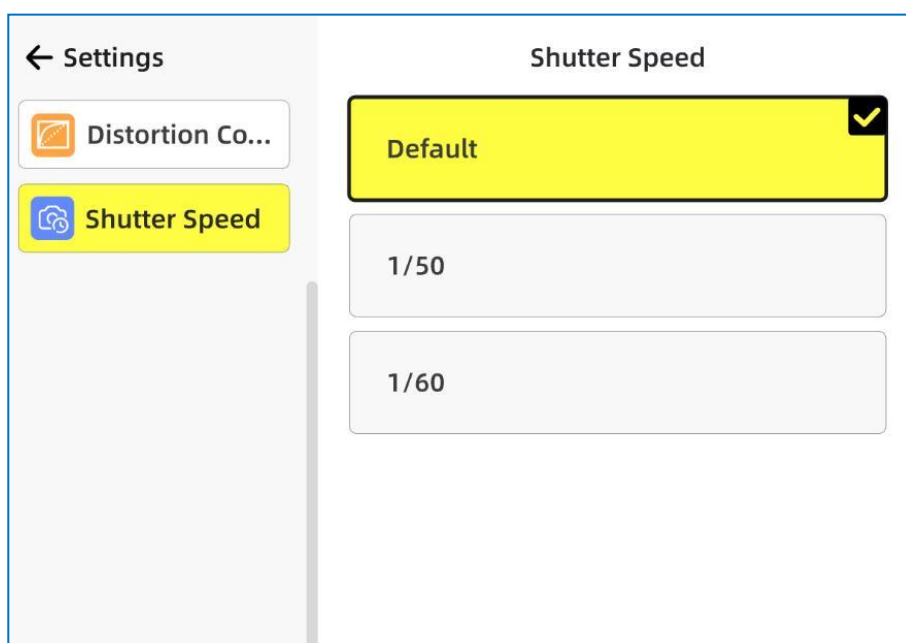 Settings
Distortion Co...
Shutter Speed
Shutter Speed
Default
1/50
1/60